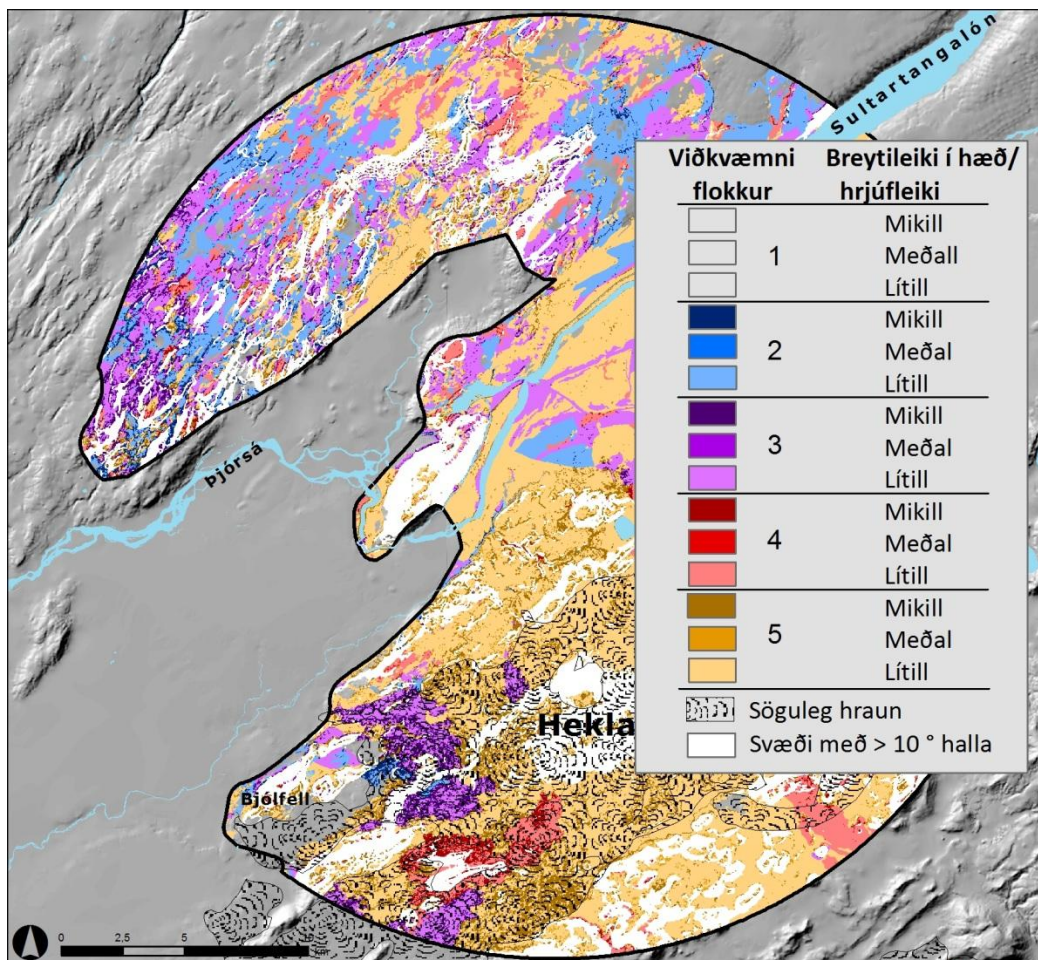 Sultartangalón
Viðkvæmni Breytileiki í hæð/
flokkur hrjúfleiki
Mikill
1 Meðall
Lítill
Mikill
2 Meðal
Lítill
Mikill
3 Meðal
Lítill
Mikill
4 Meðal
Lítill
Mikill
5 Meðal
Lítill
Söguleg hraun
Svæði með > 10 ° halla
Þjórsá
Hekla
Bjólfell
0 2,5 5